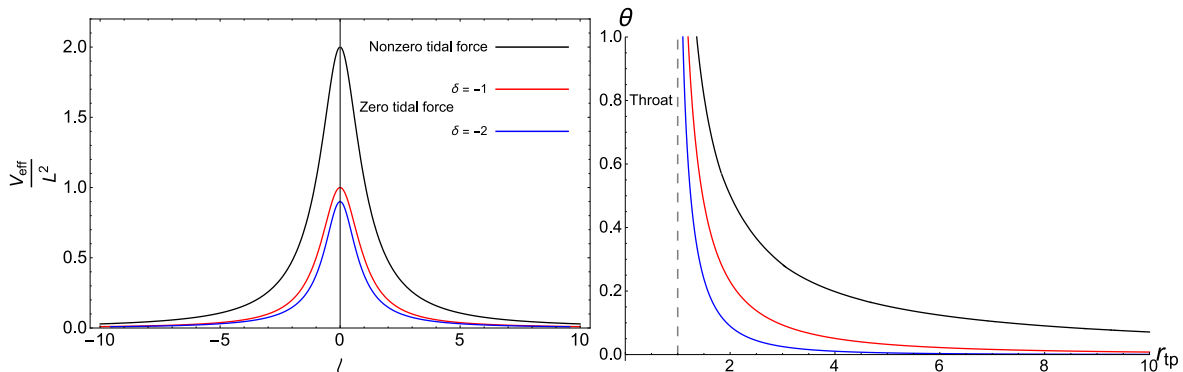 2.0
1.5
1.0
0.5
0.0
V_eff
L^2
-10
-5
0
5
10
l
Nonzero tidal force
δ = -1
Zero tidal force
δ = -2
θ
1.0
0.8
0.6
0.4
0.2
0.0
Throat
2
4
6
8
10
r_tp